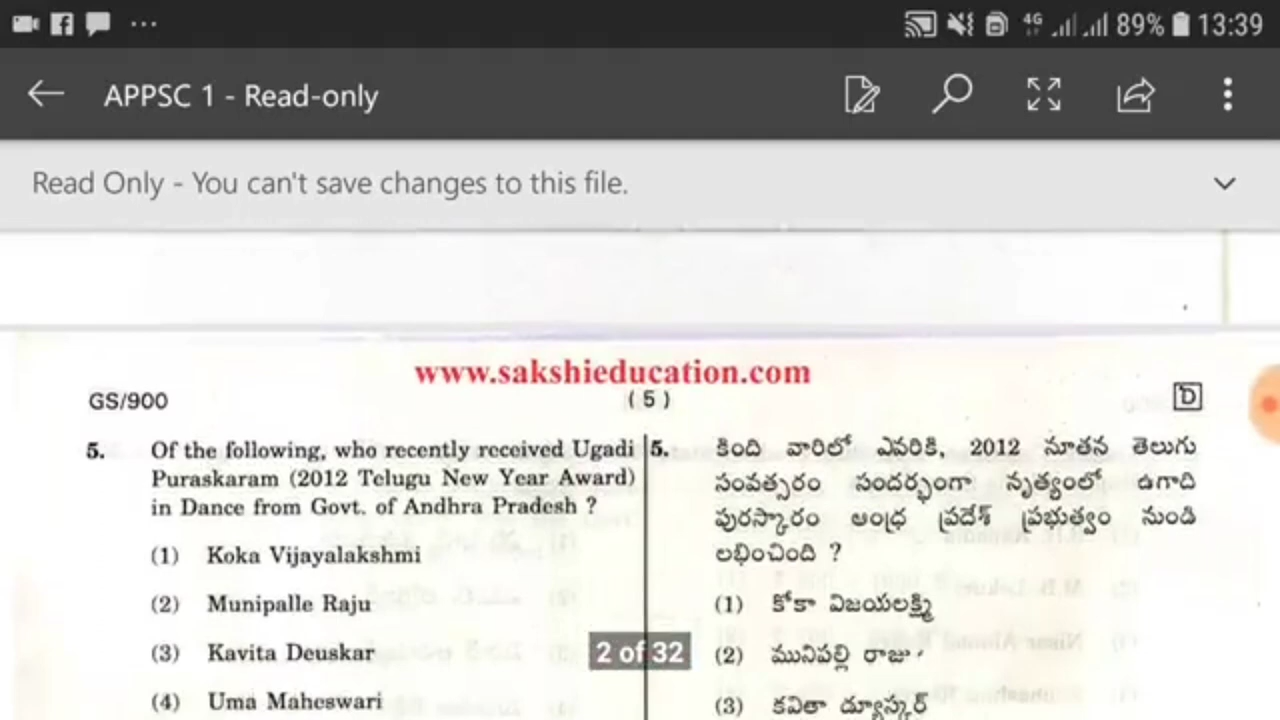 4G 89% 13:39
APPSC 1 - Read-only
Read Only - You can't save changes to this file.
www.sakshieducation.com
GS/900
( 5 )
D
5. Of the following, who recently received Ugadi
Puraskaram (2012 Telugu New Year Award)
in Dance from Govt. of Andhra Pradesh ?
(1) Koka Vijayalakshmi
(2) Munipalle Raju
(3) Kavita Deuskar
(4) Uma Maheswari
5. కింది వారిలో ఎవరికి, 2012 నూతన తెలుగు
సంవత్సరం సందర్భంగా నృత్యంలో ఉగాది
పురస్కారం ఆంధ్ర ప్రదేశ్ ప్రభుత్వం నుండి
లభించింది ?
(1) కోకా విజయలక్ష్మి
(2) మునిపల్లి రాజు
(3) కవితా ద్యూస్కర్
2 of 32